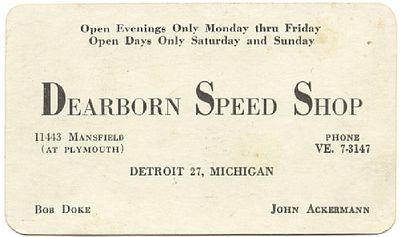 Open Evenings Only Monday thru Friday
Open Days Only Saturday and Sunday
DEARBORN SPEED SHOP
11443 MANSFIELD
(AT PLYMOUTH)
PHONE
VE. 7-3147
DETROIT 27, MICHIGAN
BOB DOKE
JOHN ACKERMANN